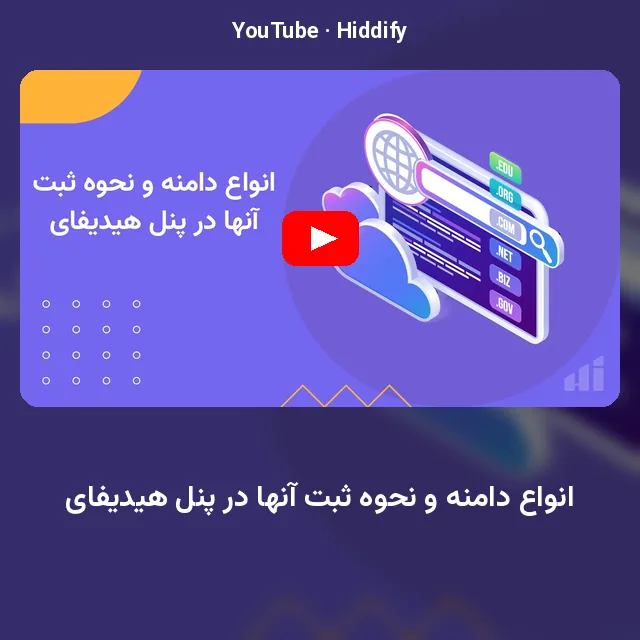 YouTube · Hiddify
انواع دامنه و نحوه ثبت
آنها در پنل هیدیفای
.EDU
.ORG
.COM
.NET
.BIZ
.GOV
انواع دامنه و نحوه ثبت آنها در پنل هیدیفای